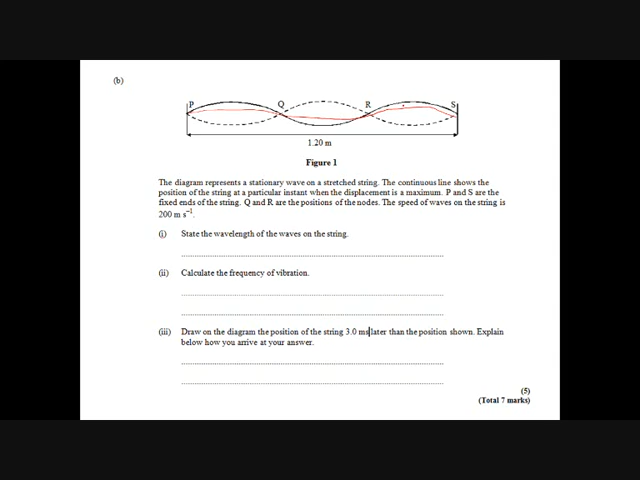 (b)
P Q R S
1.20 m
Figure 1
The diagram represents a stationary wave on a stretched string. The continuous line shows the
position of the string at a particular instant when the displacement is a maximum. P and S are the
fixed ends of the string. Q and R are the positions of the nodes. The speed of waves on the string is
200 m s⁻¹.
(i) State the wavelength of the waves on the string.
(ii) Calculate the frequency of vibration.
(iii) Draw on the diagram the position of the string 3.0 ms later than the position shown. Explain
below how you arrive at your answer.
(5)
(Total 7 marks)